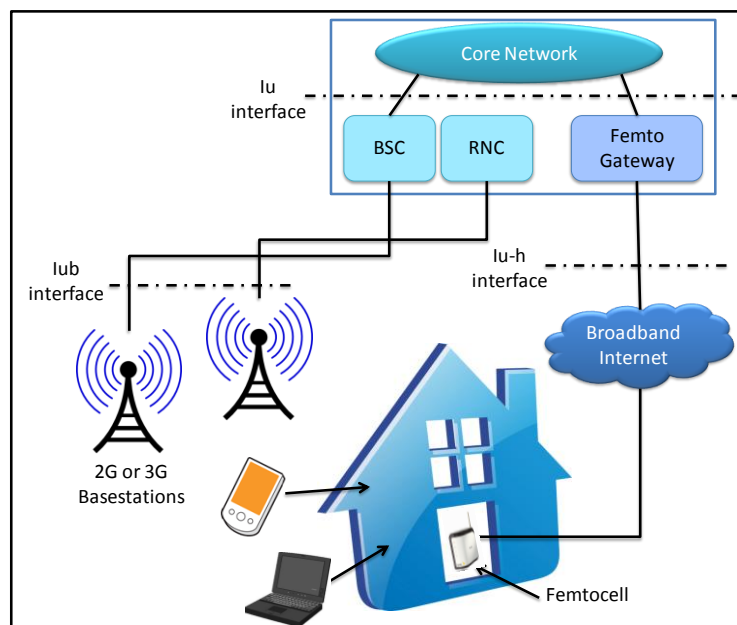 Core Network
Iu
interface
BSC
RNC
Femto
Gateway
Iub
interface
Iu-h
interface
Broadband
Internet
2G or 3G
Basestations
Femtocell